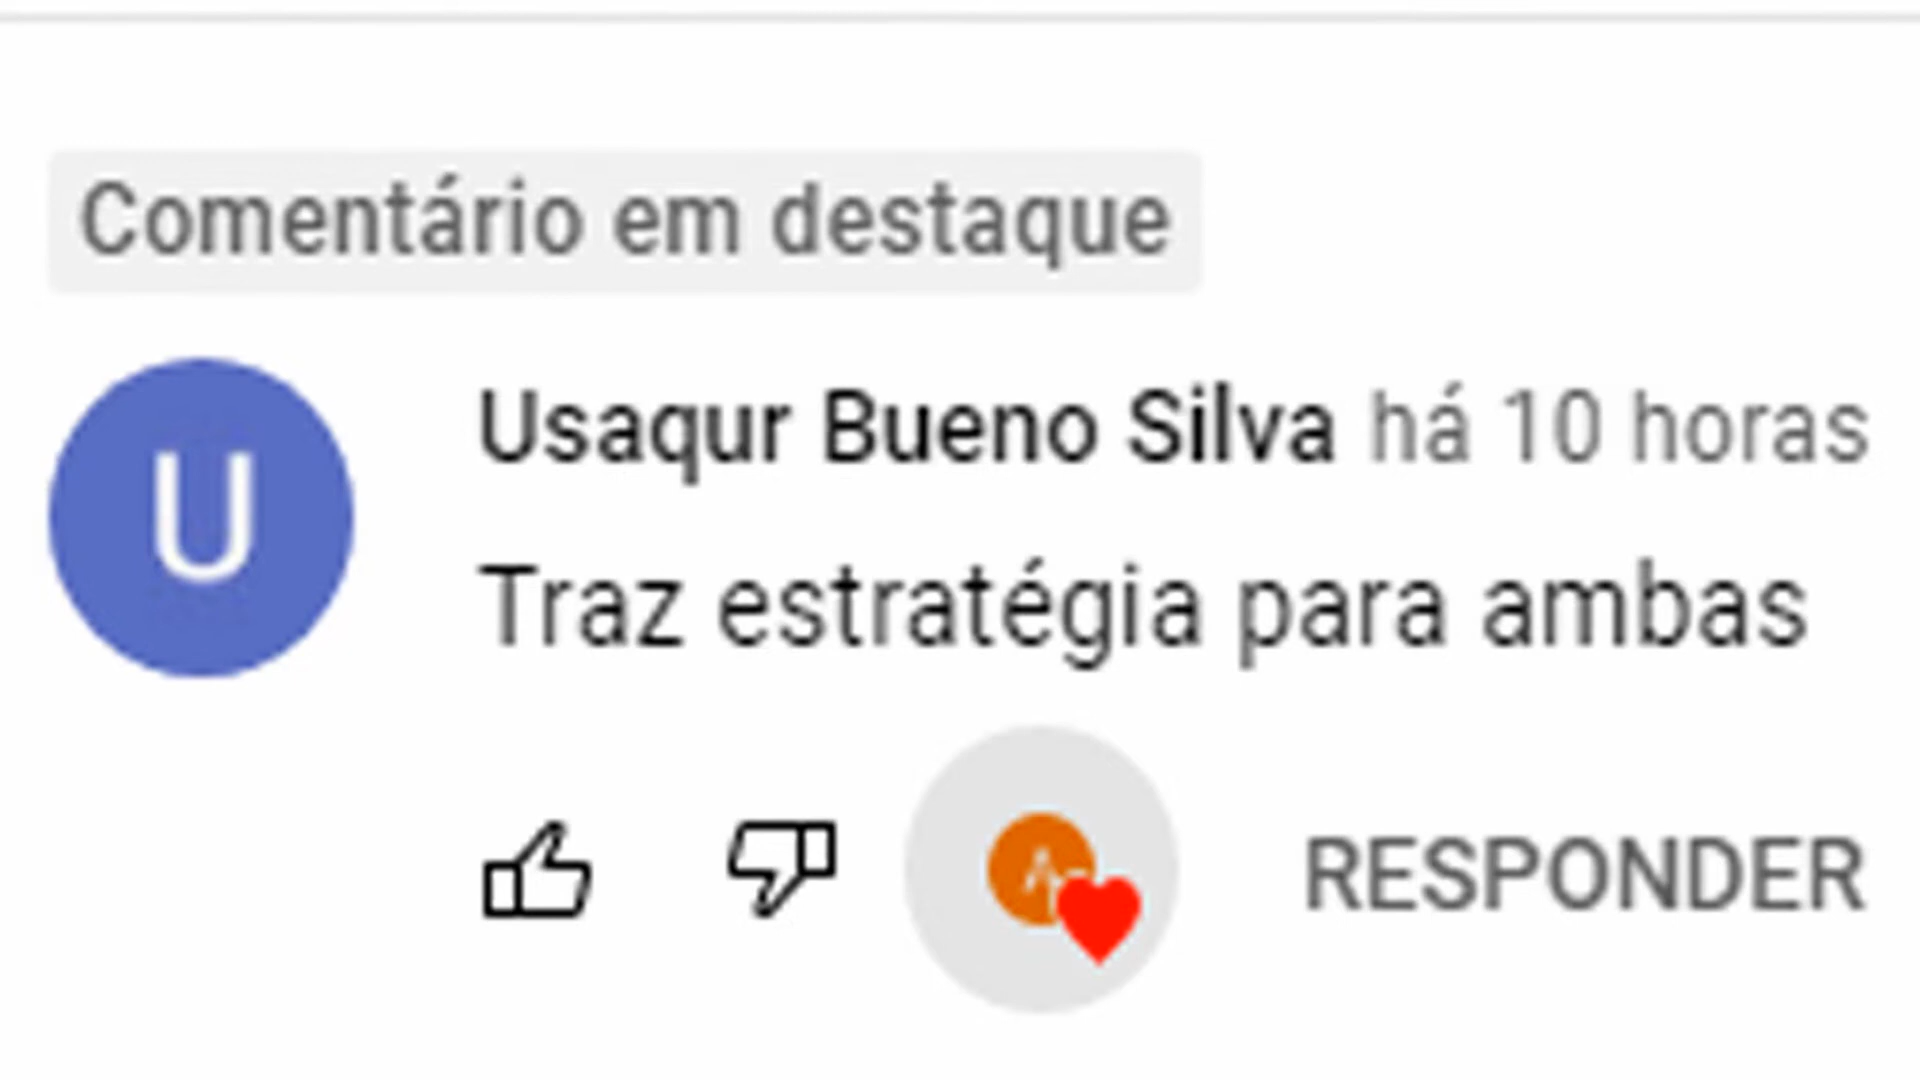 Comentário em destaque
U
Usaqur Bueno Silva há 10 horas
Traz estratégia para ambas
RESPONDER